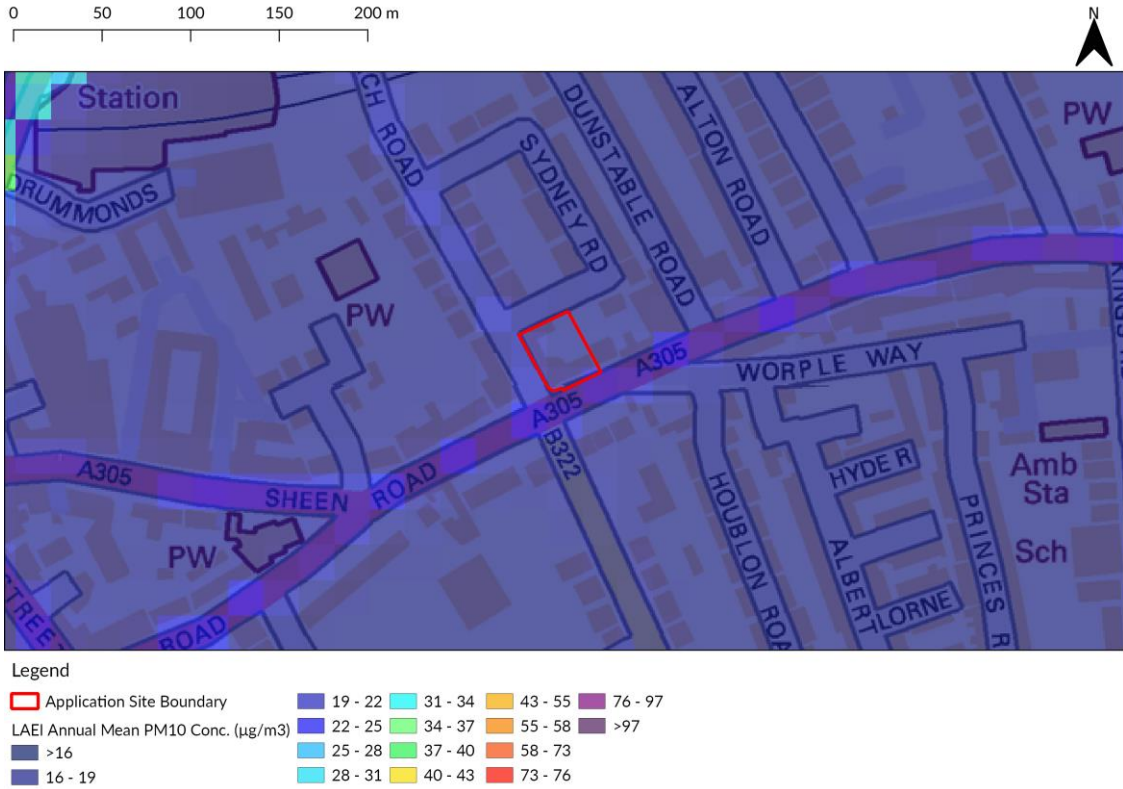 0 50 100 150 200 m
N
Station
DRUMMONDS
CH ROAD
SYDNEY RD
DUNSTABLE ROAD
ALTON ROAD
PW
PW
A305
A305
WORPLE WAY
KINGS
B322
A305
SHEEN ROAD
PW
ROAD
STREET
HOUBLON ROA
HYDE R
ALBERT
LORNE
PRINCES R
Amb
Sta
Sch
Legend
Application Site Boundary
LAEI Annual Mean PM10 Conc. (µg/m3)
>16
16 - 19
19 - 22
22 - 25
25 - 28
28 - 31
31 - 34
34 - 37
37 - 40
40 - 43
43 - 55
55 - 58
58 - 73
73 - 76
76 - 97
>97